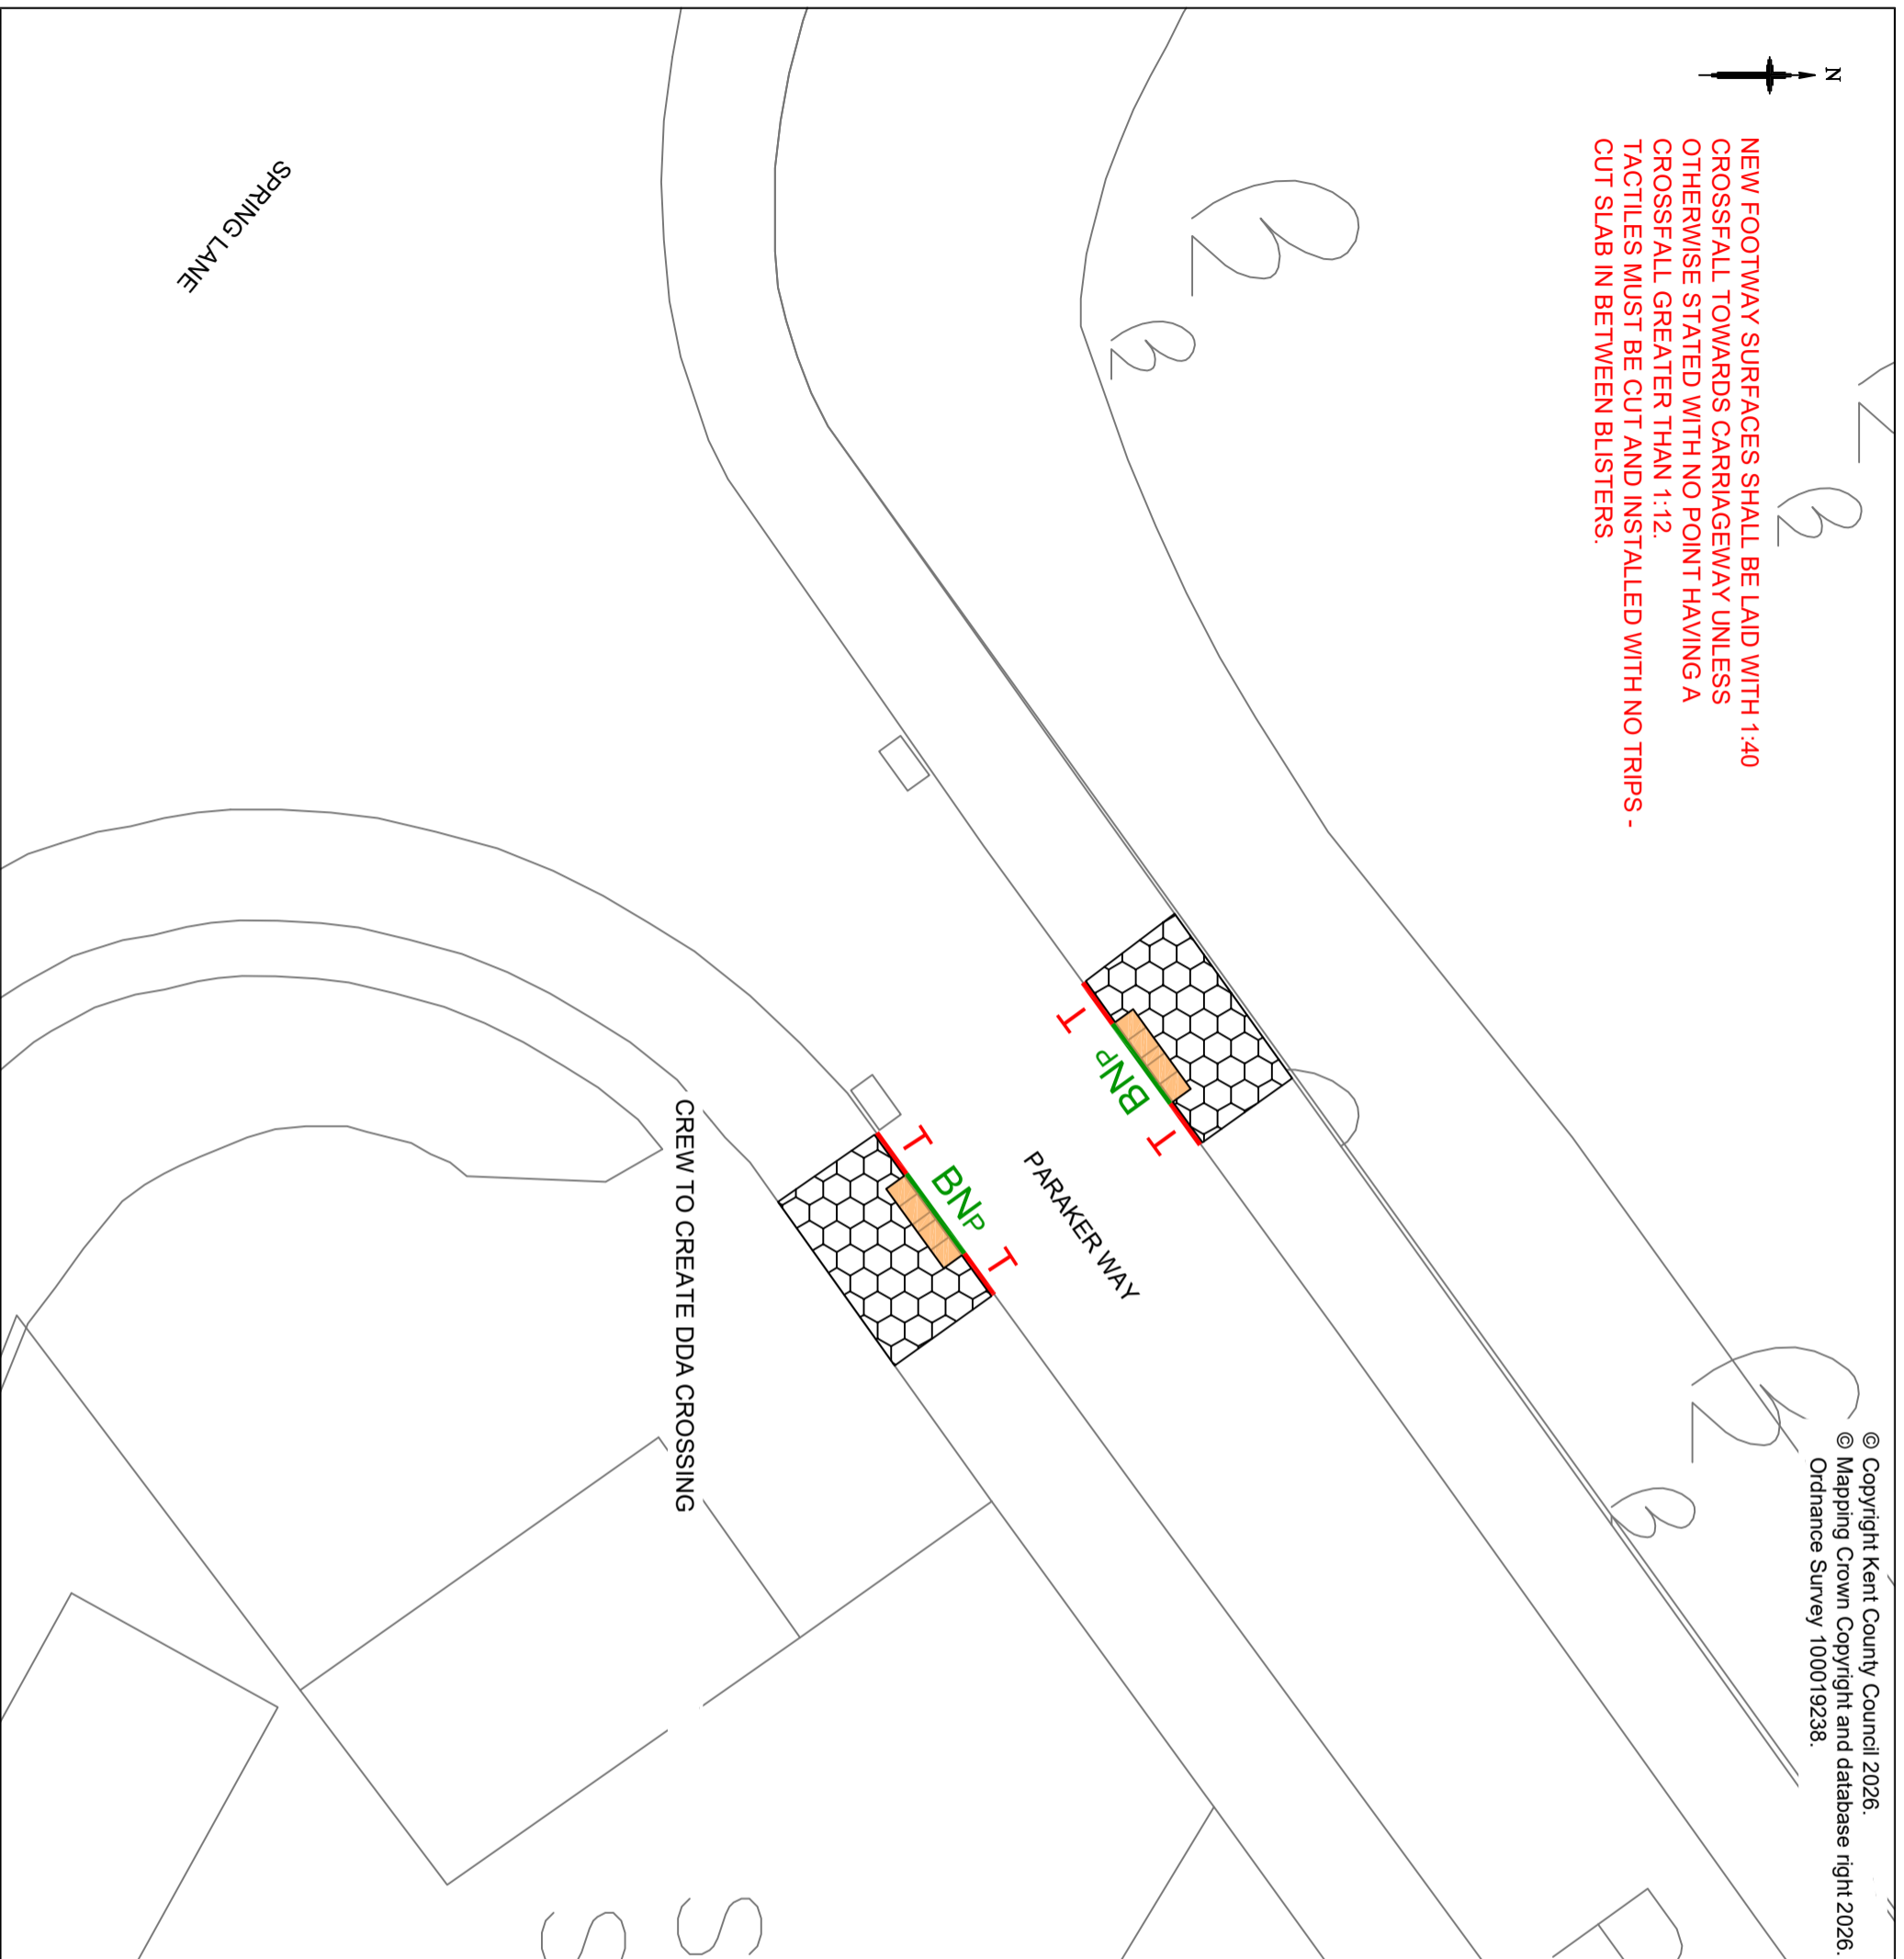 N
NEW FOOTWAY SURFACES SHALL BE LAID WITH 1:40
CROSSFALL TOWARDS CARRIAGEWAY UNLESS
OTHERWISE STATED WITH NO POINT HAVING A
CROSSFALL GREATER THAN 1:12.
TACTILES MUST BE CUT AND INSTALLED WITH NO TRIPS -
CUT SLAB IN BETWEEN BLISTERS.
© Copyright Kent County Council 2026.
© Mapping Crown Copyright and database right 2026.
Ordnance Survey 100019238.
T
BNP
T
PARAKER WAY
T
BNP
T
CREW TO CREATE DDA CROSSING
SPRING LANE
S
S